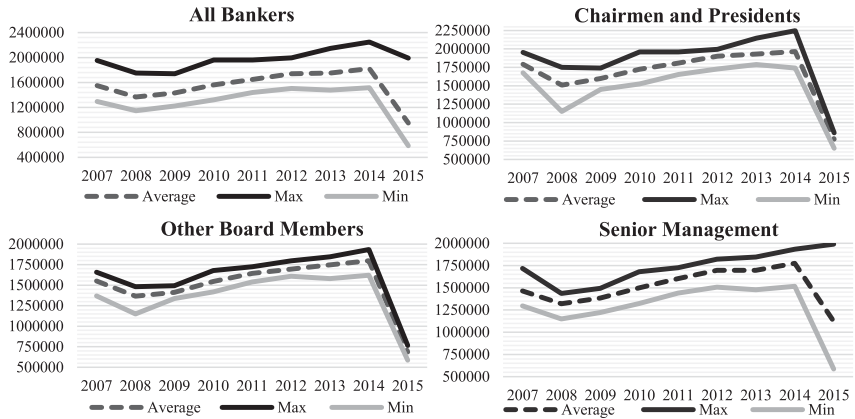 All Bankers
2400000
2000000
1600000
1200000
800000
400000
2007 2008 2009 2010 2011 2012 2013 2014 2015
Average Max Min
Chairmen and Presidents
2250000
2000000
1750000
1500000
1250000
1000000
750000
500000
2007 2008 2009 2010 2011 2012 2013 2014 2015
Average Max Min
Other Board Members
2000000
1750000
1500000
1250000
1000000
750000
500000
2007 2008 2009 2010 2011 2012 2013 2014 2015
Average Max Min
Senior Management
2000000
1750000
1500000
1250000
1000000
750000
500000
2007 2008 2009 2010 2011 2012 2013 2014 2015
Average Max Min